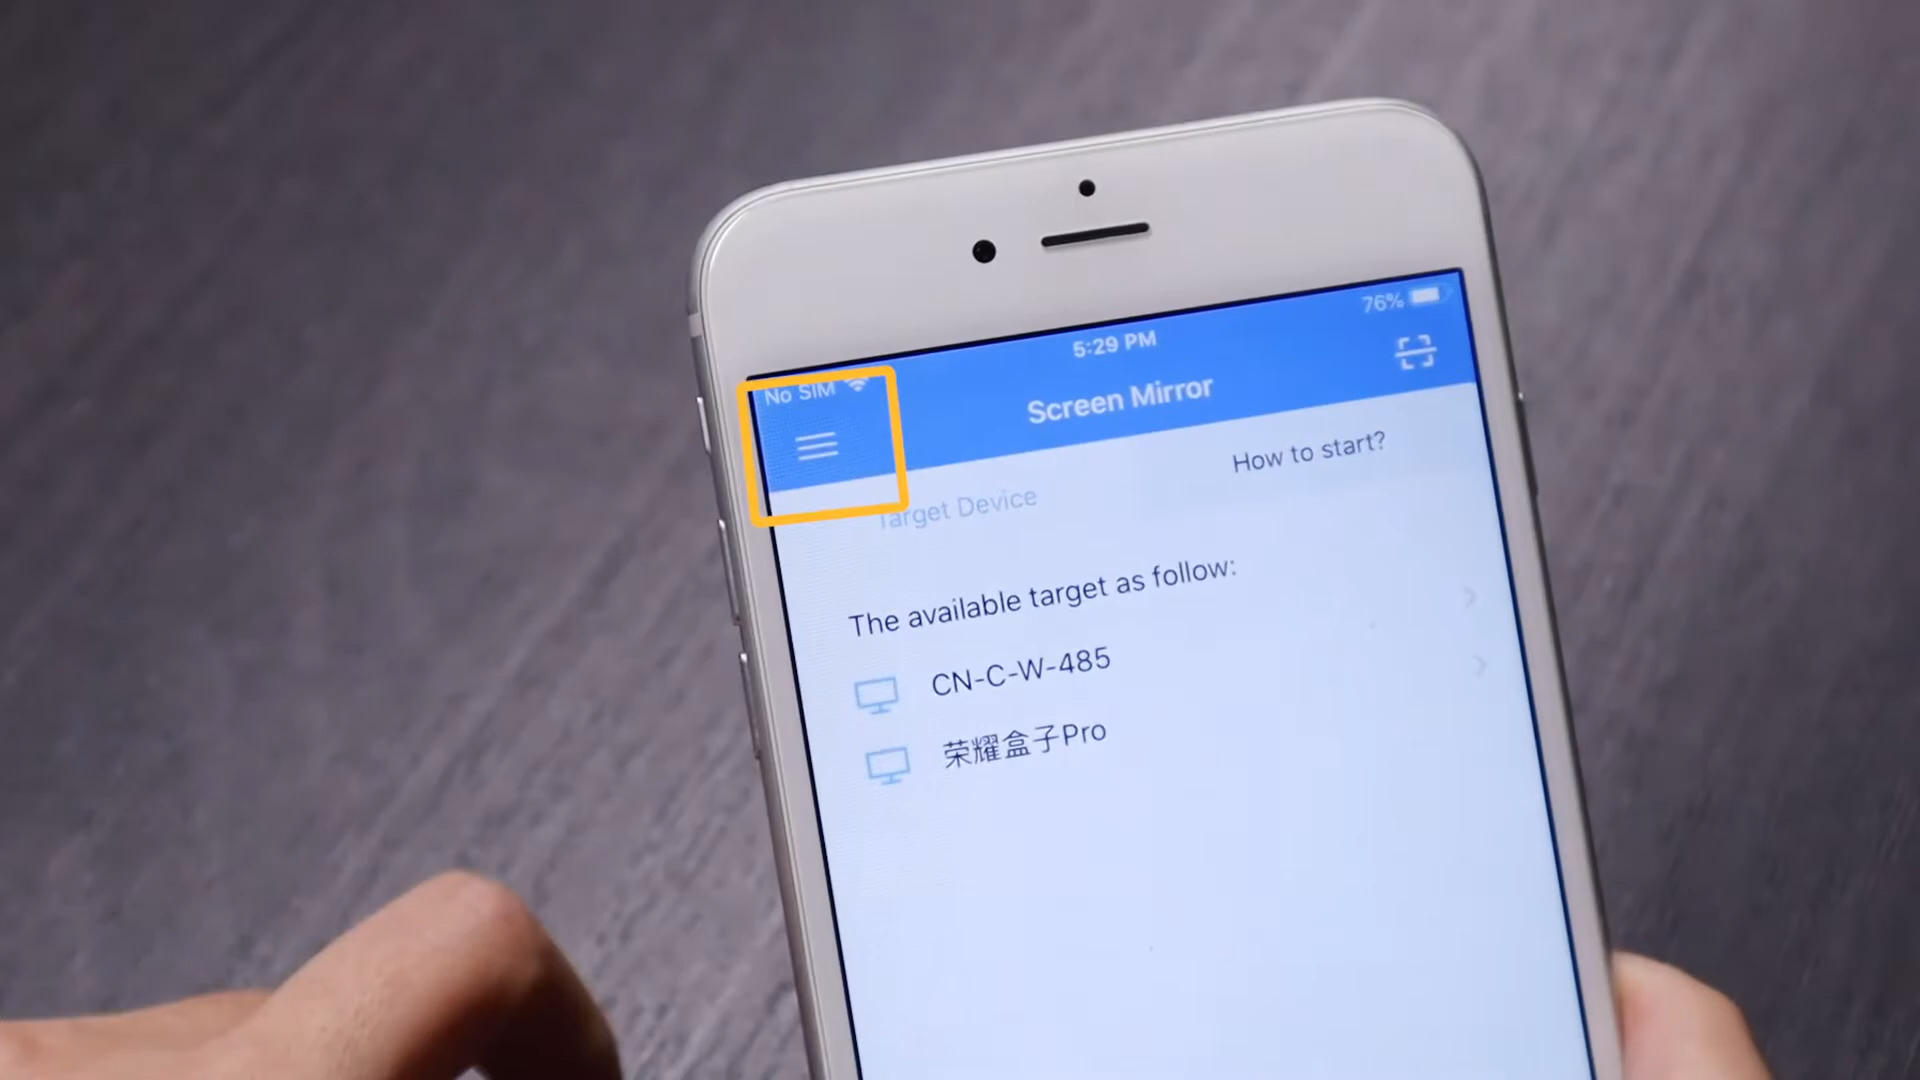 No SIM
5:29 PM
76%
Screen Mirror
How to start?
Target Device
The available target as follow:
CN-C-W-485
荣耀盒子Pro